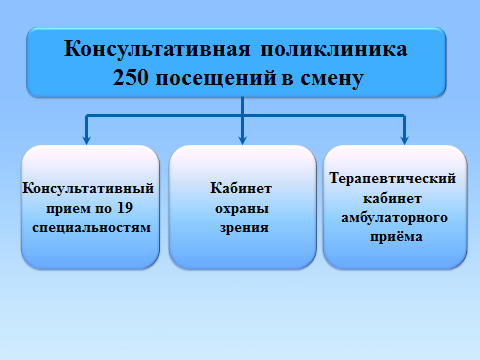 Консультативная поликлиника
250 посещений в смену
Консультативный
прием по 19
специальностям
Кабинет
охраны
зрения
Терапевтический
кабинет
амбулаторного
приёма